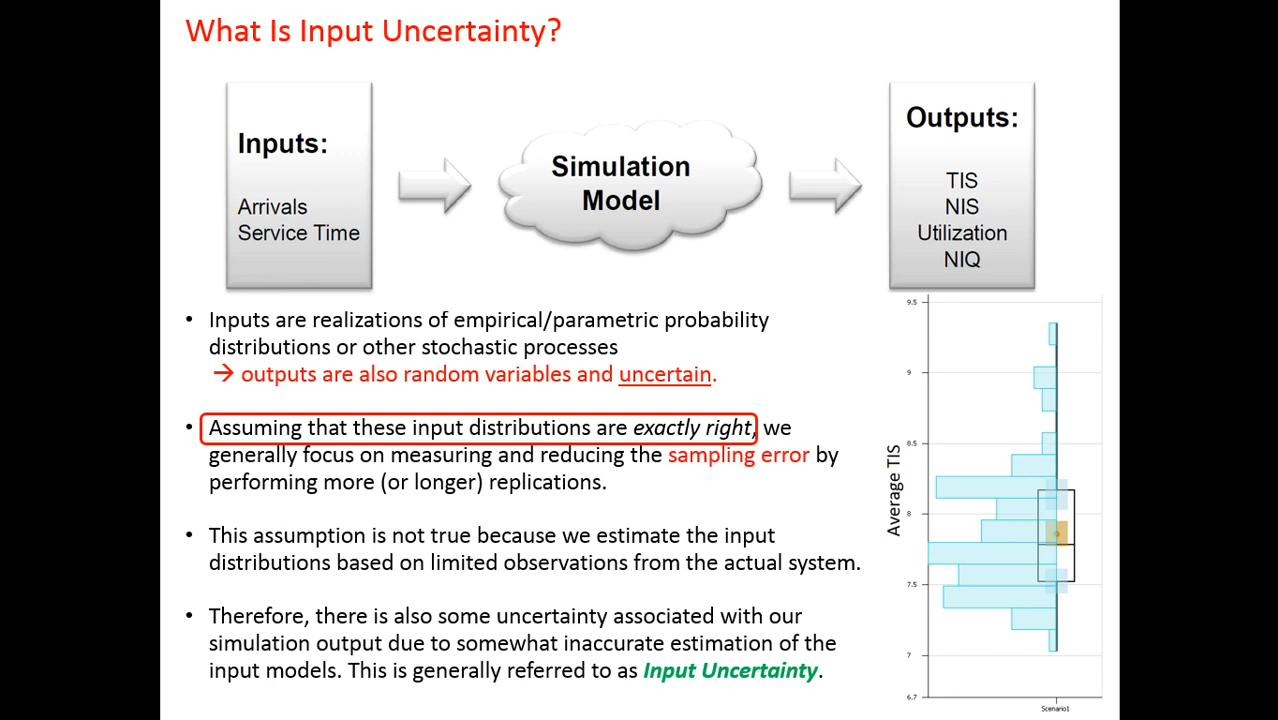 What Is Input Uncertainty?
Inputs:
Arrivals
Service Time
Simulation
Model
Outputs:
TIS
NIS
Utilization
NIQ
• Inputs are realizations of empirical/parametric probability
distributions or other stochastic processes
→ outputs are also random variables and uncertain.
• Assuming that these input distributions are exactly right, we
generally focus on measuring and reducing the sampling error by
performing more (or longer) replications.
• This assumption is not true because we estimate the input
distributions based on limited observations from the actual system.
• Therefore, there is also some uncertainty associated with our
simulation output due to somewhat inaccurate estimation of the
input models. This is generally referred to as Input Uncertainty.
Average TIS
9.5
9
8.5
8
7.5
7
6.7
Scenario1